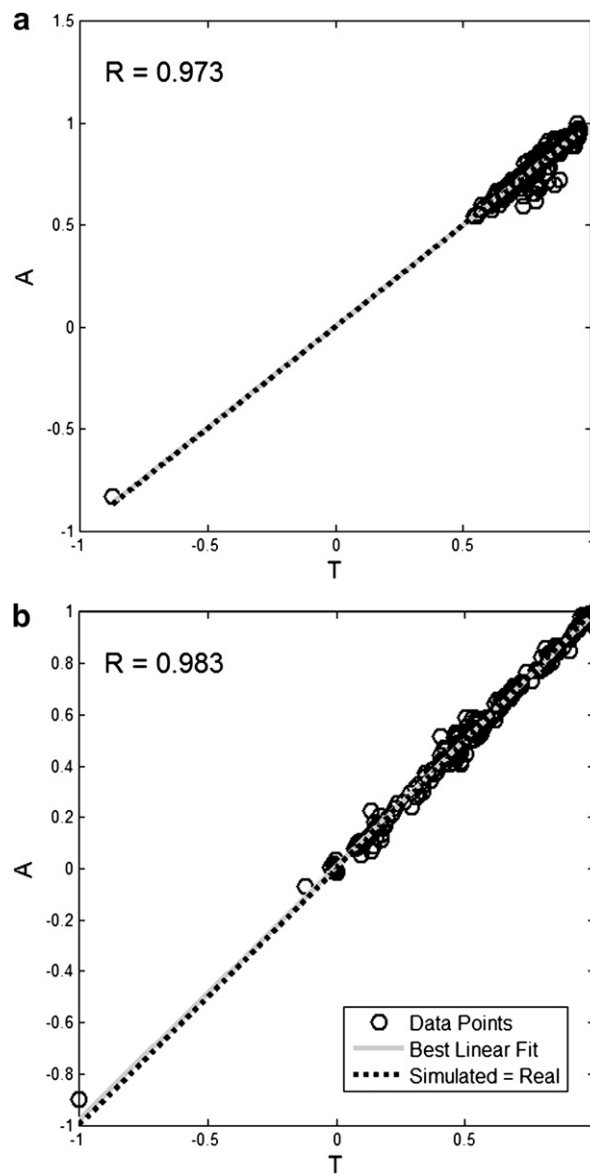 a
R = 0.973
1.5
1
0.5
0
-0.5
-1
A
-1
-0.5
0
0.5
1
T
b
R = 0.983
1
0.8
0.6
0.4
0.2
0
-0.2
-0.4
-0.6
-0.8
-1
A
Data Points
Best Linear Fit
Simulated = Real
-1
-0.5
0
0.5
1
T